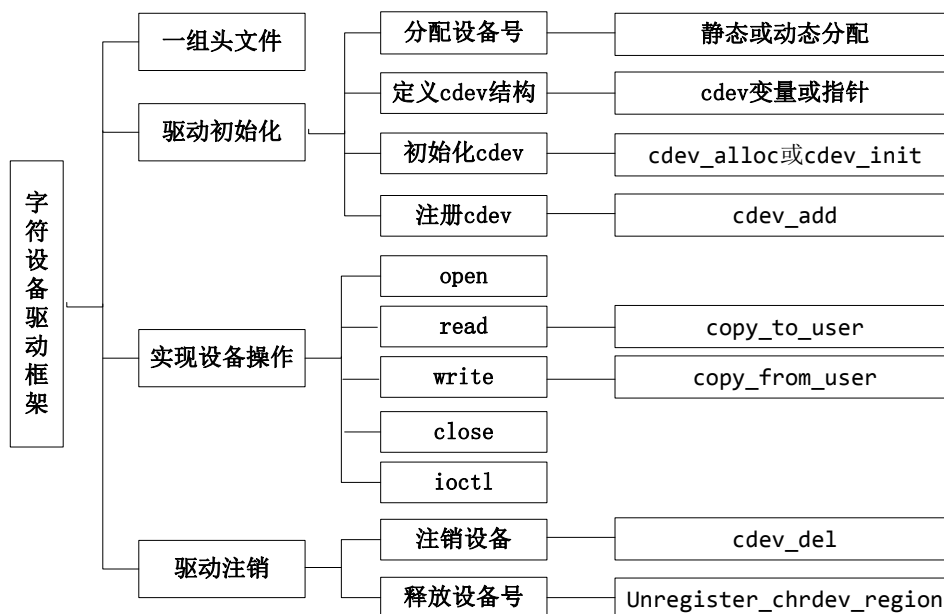 字符设备驱动框架
一组头文件
驱动初始化
分配设备号
静态或动态分配
定义cdev结构
cdev变量或指针
初始化cdev
cdev_alloc或cdev_init
注册cdev
cdev_add
实现设备操作
open
read
copy_to_user
write
copy_from_user
close
ioctl
驱动注销
注销设备
cdev_del
释放设备号
Unregister_chrdev_region